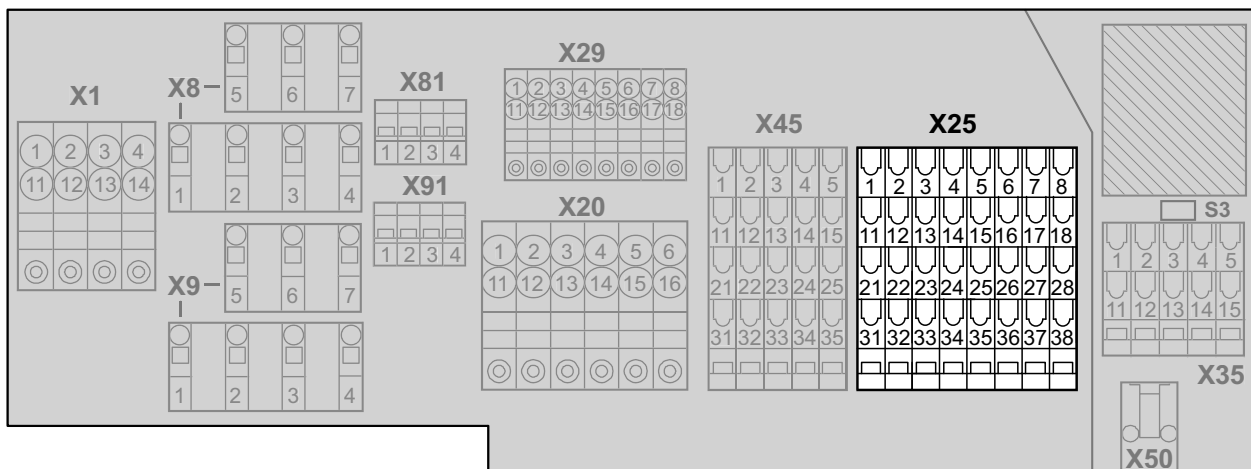 X1
1 2 3 4
11 12 13 14
X8
5 6 7
1 2 3 4
X9
5 6 7
1 2 3 4
X81
1 2 3 4
X91
1 2 3 4
X29
1 2 3 4 5 6 7 8
11 12 13 14 15 16 17 18
X20
1 2 3 4 5 6
11 12 13 14 15 16
X45
1 2 3 4 5
11 12 13 14 15
21 22 23 24 25
31 32 33 34 35
X25
1 2 3 4 5 6 7 8
11 12 13 14 15 16 17 18
21 22 23 24 25 26 27 28
31 32 33 34 35 36 37 38
S3
1 2 3 4 5
11 12 13 14 15
X35
X50